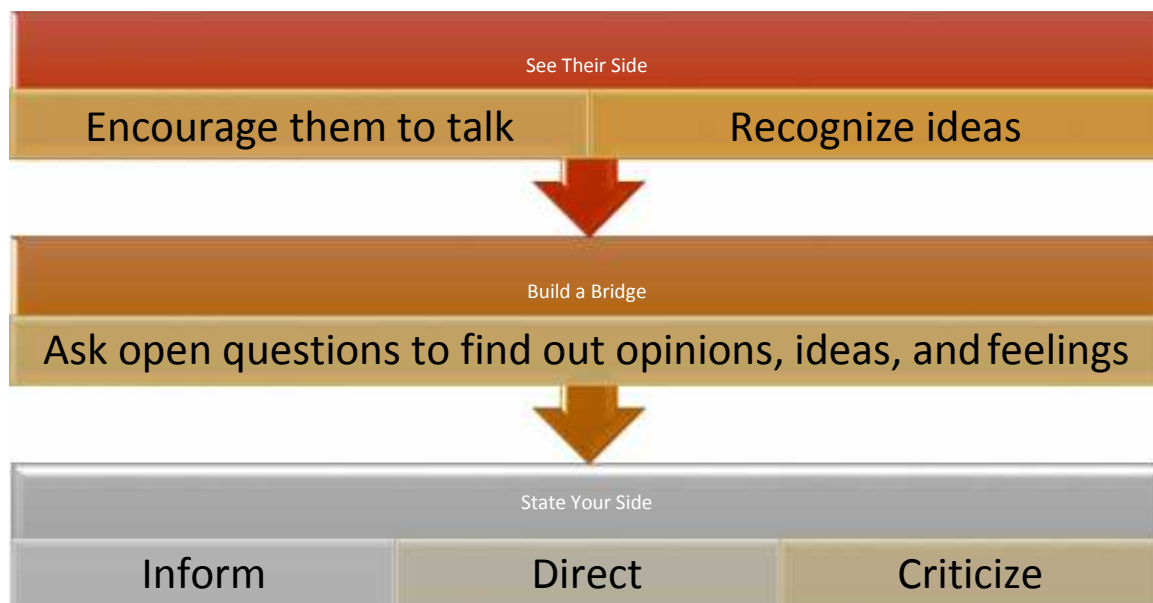 See Their Side
Encourage them to talk
Recognize ideas
Build a Bridge
Ask open questions to find out opinions, ideas, and feelings
State Your Side
Inform
Direct
Criticize